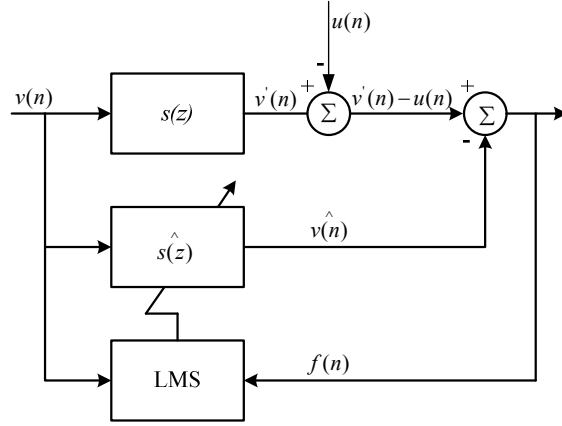 u(n)
-
v(n)
s(z)
v'(n)
+
Σ
v'(n)−u(n)
+
Σ
-
^
s(z)
^
v(n)
LMS
f(n)